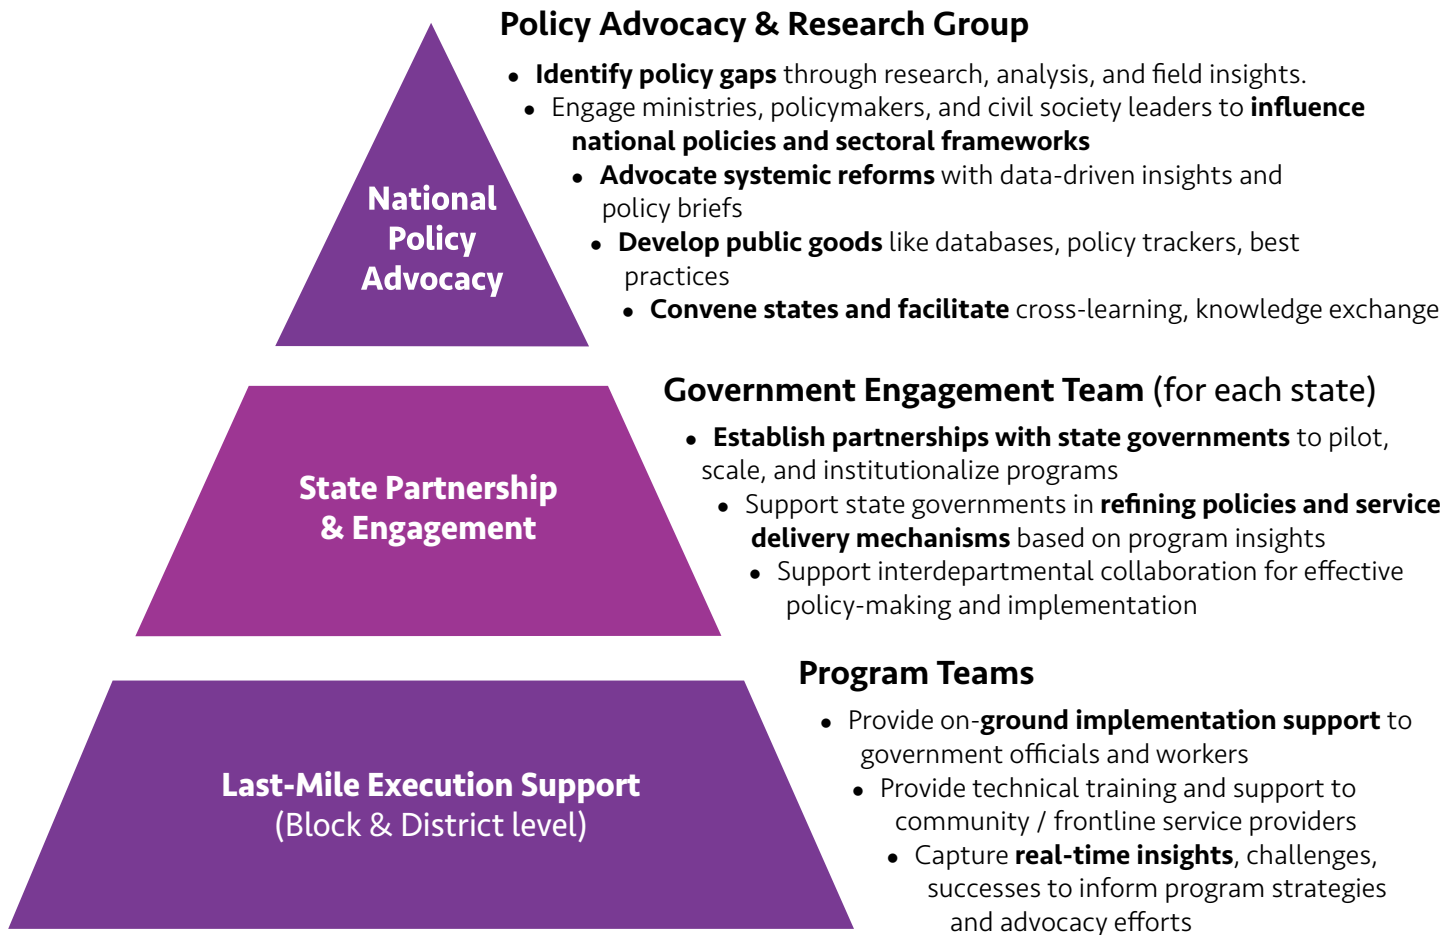 Policy Advocacy & Research Group
• Identify policy gaps through research, analysis, and field insights.
• Engage ministries, policymakers, and civil society leaders to influence
national policies and sectoral frameworks
• Advocate systemic reforms with data-driven insights and
policy briefs
• Develop public goods like databases, policy trackers, best
practices
• Convene states and facilitate cross-learning, knowledge exchange
National
Policy
Advocacy
Government Engagement Team (for each state)
• Establish partnerships with state governments to pilot,
scale, and institutionalize programs
• Support state governments in refining policies and service
delivery mechanisms based on program insights
• Support interdepartmental collaboration for effective
policy-making and implementation
State Partnership
& Engagement
Program Teams
• Provide on-ground implementation support to
government officials and workers
• Provide technical training and support to
community / frontline service providers
• Capture real-time insights, challenges,
successes to inform program strategies
and advocacy efforts
Last-Mile Execution Support
(Block & District level)